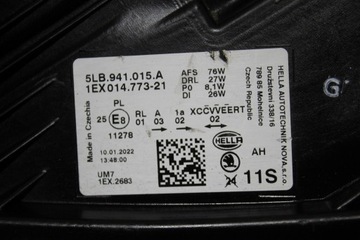 5LB.941.015.A
1EX014.773-21
AFS 76W
DRL 27W
PO 8,1W
DI 26W
Made in Czechia
PL
25 E8
11278
RL 01
A 03
1a 02
XCČVVEERT
02
10.01.2022
13:48:00
UM7
1EX.2683
HELLA
AH
11S
HELLA AUTOTECHNIK NOVA,s.r.o.
Družstevní 338/16
789 85 Mohelnice
Czech Republic
G